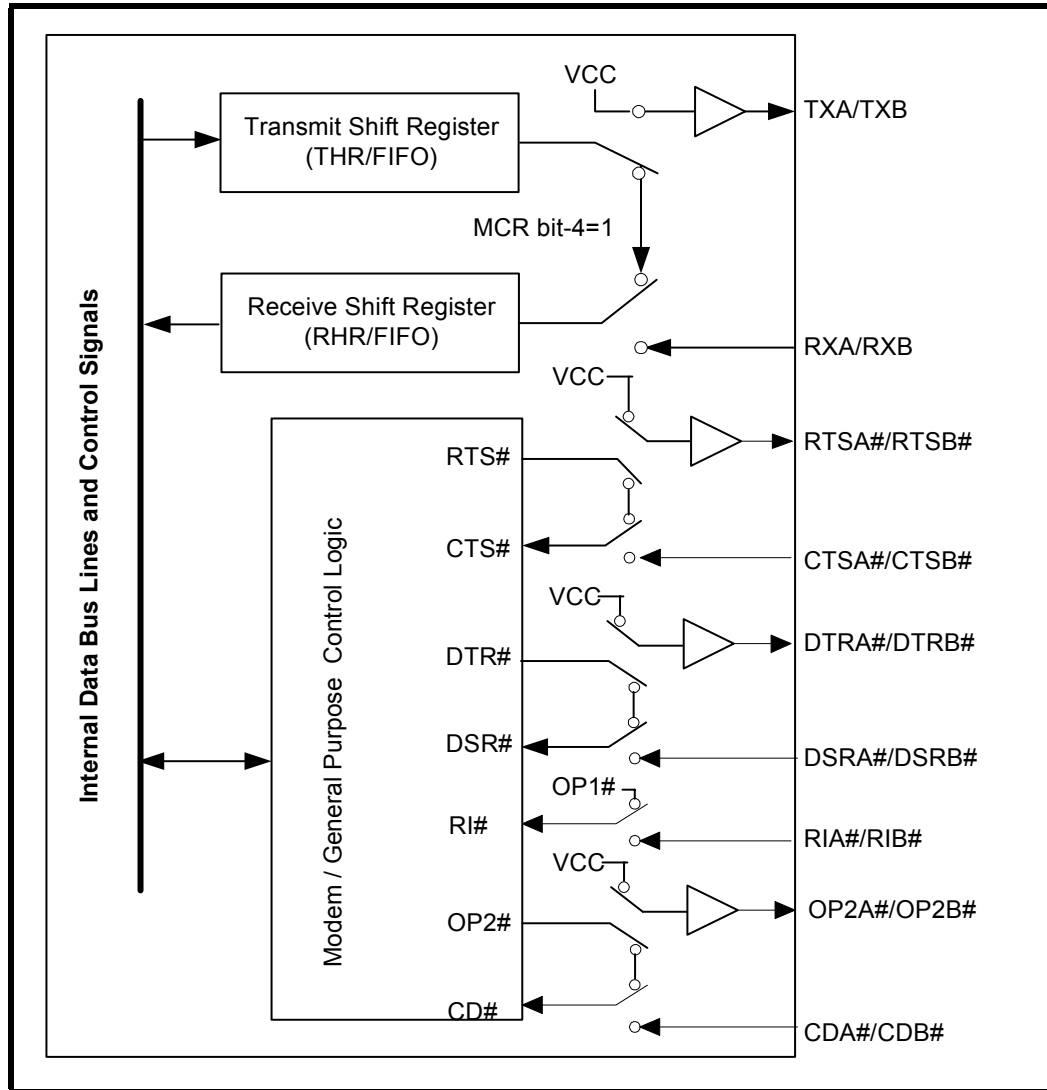 VCC
TXA/TXB
Transmit Shift Register
(THR/FIFO)
MCR bit-4=1
Receive Shift Register
(RHR/FIFO)
RXA/RXB
VCC
RTSA#/RTSB#
RTS#
CTS#
CTSA#/CTSB#
VCC
DTRA#/DTRB#
DTR#
DSR#
DSRA#/DSRB#
OP1#
RI#
RIA#/RIB#
VCC
OP2A#/OP2B#
OP2#
CD#
CDA#/CDB#
Internal Data Bus Lines and Control Signals
Modem / General Purpose Control Logic